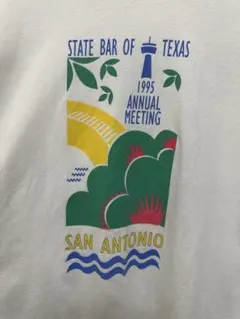 STATE BAR OF TEXAS
1995
ANNUAL
MEETING
SAN ANTONIO